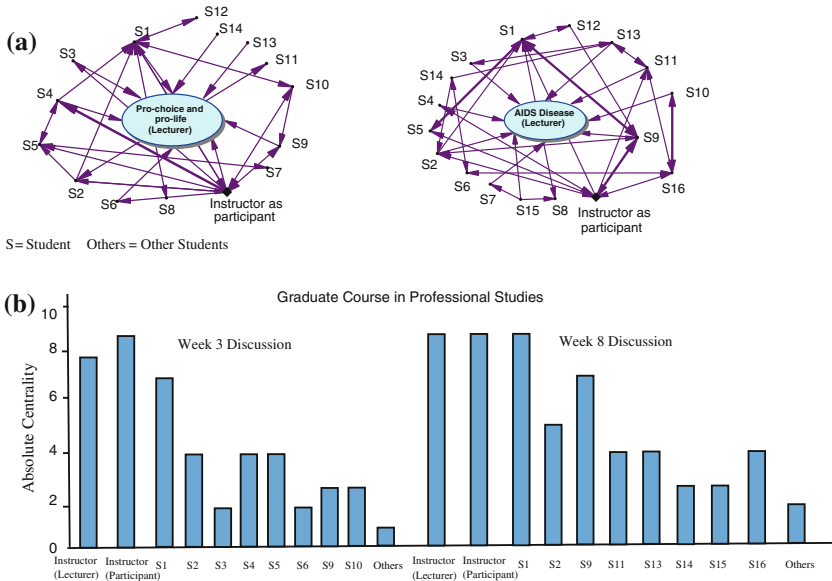 (a)
S12
S1
S14
S13
S3
S11
S4
S10
Pro-choice and
pro-life
(Lecturer)
S5
S9
S7
S2
S6
S8
Instructor as
participant
S12
S1
S13
S3
S11
S14
S10
S4
AIDS Disease
(Lecturer)
S5
S9
S2
S6
S16
S7
S15
S8
Instructor as
participant
S = Student Others = Other Students
(b)
Graduate Course in Professional Studies
Week 3 Discussion
Week 8 Discussion
Absolute Centrality
10
8
6
4
2
0
Instructor
(Lecturer)
Instructor
(Participant)
S1
S2
S3
S4
S5
S6
S9
S10
Others
Instructor
(Lecturer)
Instructor
(Participant)
S1
S2
S9
S11
S13
S14
S15
S16
Others